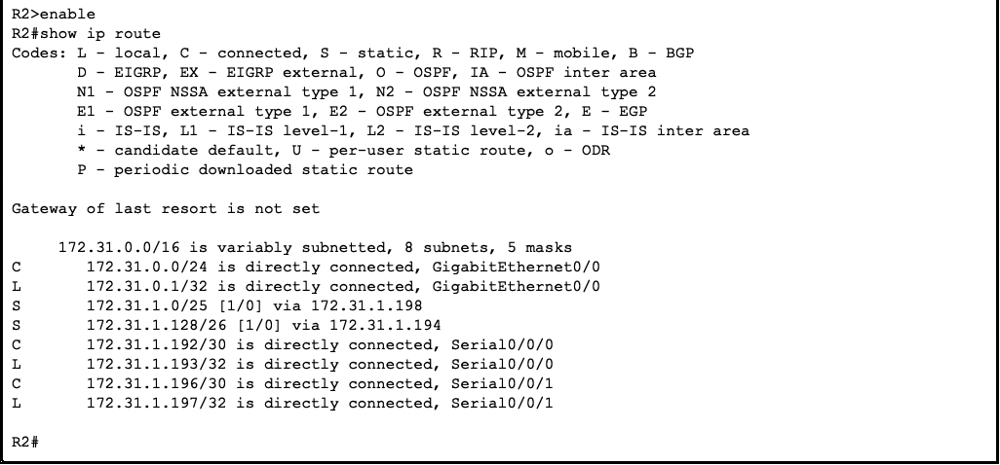 R2>enable
R2#show ip route
Codes: L - local, C - connected, S - static, R - RIP, M - mobile, B - BGP
       D - EIGRP, EX - EIGRP external, O - OSPF, IA - OSPF inter area
       N1 - OSPF NSSA external type 1, N2 - OSPF NSSA external type 2
       E1 - OSPF external type 1, E2 - OSPF external type 2, E - EGP
       i - IS-IS, L1 - IS-IS level-1, L2 - IS-IS level-2, ia - IS-IS inter area
       * - candidate default, U - per-user static route, o - ODR
       P - periodic downloaded static route

Gateway of last resort is not set

     172.31.0.0/16 is variably subnetted, 8 subnets, 5 masks
C       172.31.0.0/24 is directly connected, GigabitEthernet0/0
L       172.31.0.1/32 is directly connected, GigabitEthernet0/0
S       172.31.1.0/25 [1/0] via 172.31.1.198
S       172.31.1.128/26 [1/0] via 172.31.1.194
C       172.31.1.192/30 is directly connected, Serial0/0/0
L       172.31.1.193/32 is directly connected, Serial0/0/0
C       172.31.1.196/30 is directly connected, Serial0/0/1
L       172.31.1.197/32 is directly connected, Serial0/0/1

R2#